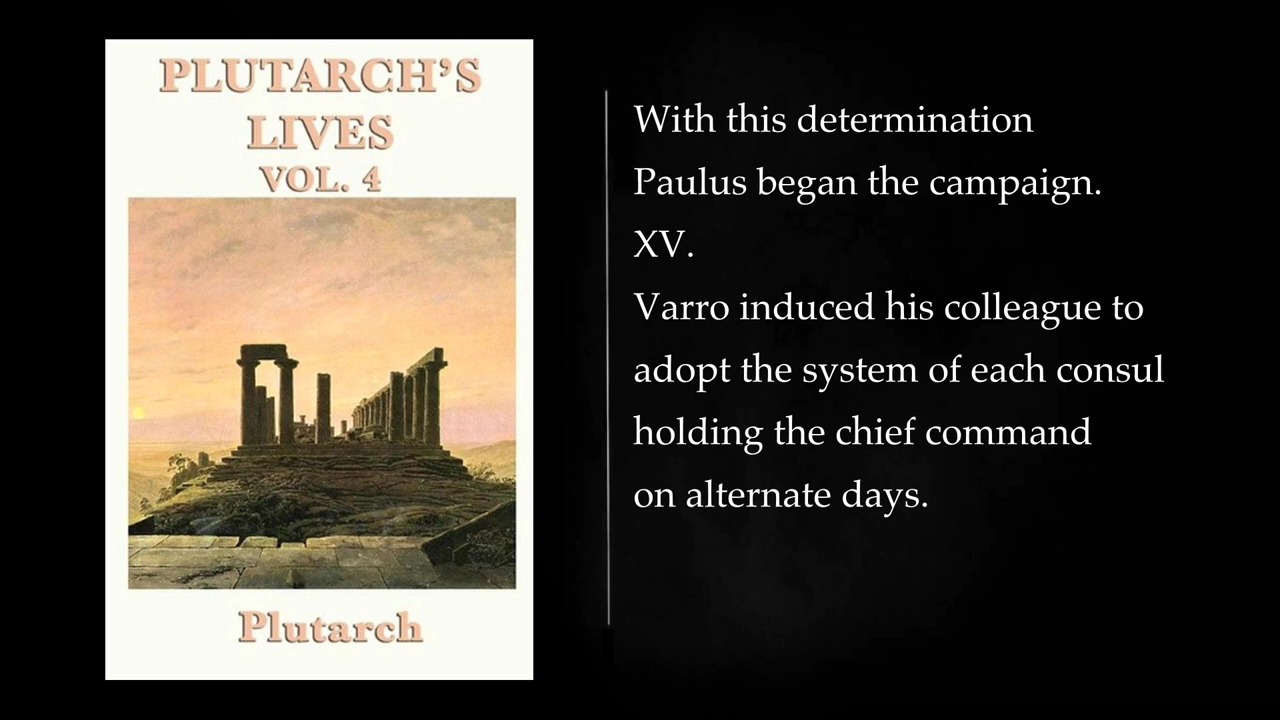 PLUTARCH'S
LIVES
VOL. 4
Plutarch
With this determination
Paulus began the campaign.
XV.
Varro induced his colleague to
adopt the system of each consul
holding the chief command
on alternate days.